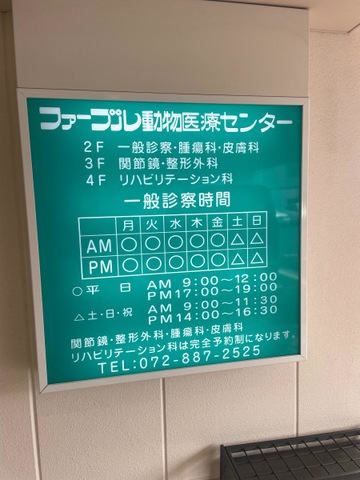 ファーブル動物医療センター
2F 一般診察・腫瘍科・皮膚科
3F 関節鏡・整形外科
4F リハビリテーション科
一般診察時間
月 火 水 木 金 土 日
AM ○ ○ ○ ○ ○ △ △
PM ○ ○ ○ ○ ○ △ △
○平 日 AM 9:00〜12:00
PM17:00〜19:00
△土・日・祝 AM 9:00〜11:30
PM14:00〜16:30
関節鏡・整形外科・腫瘍科・皮膚科
リハビリテーション科は完全予約制になります。
TEL:072-887-2525